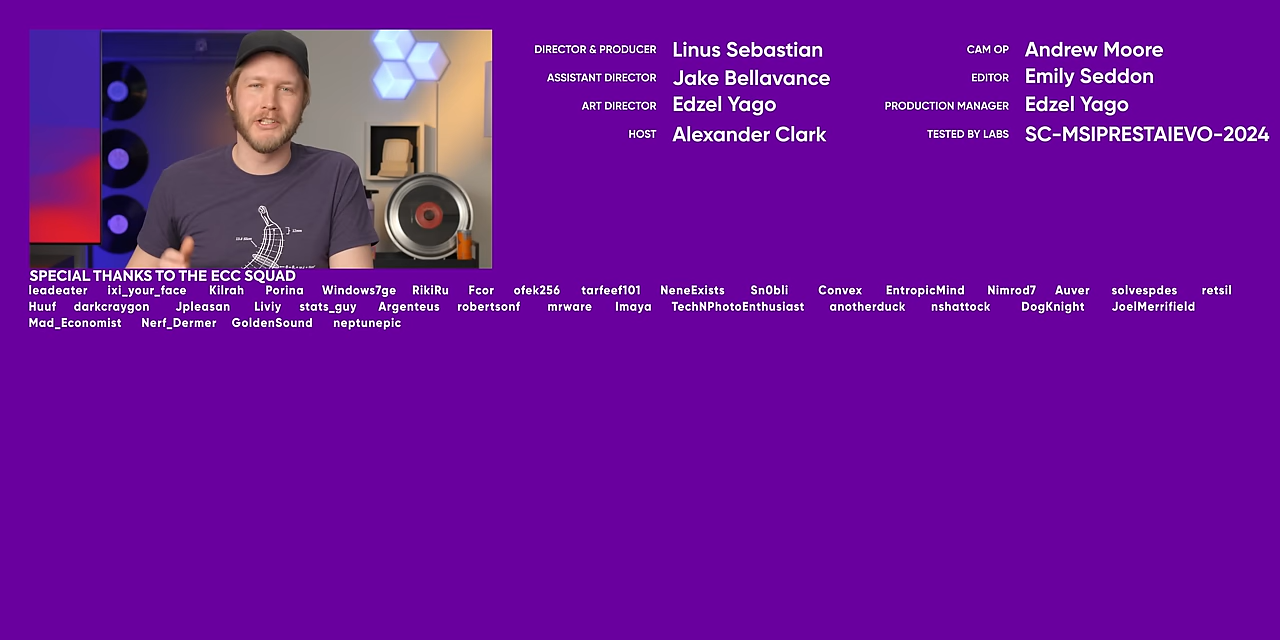 DIRECTOR & PRODUCER Linus Sebastian
ASSISTANT DIRECTOR Jake Bellavance
ART DIRECTOR Edzel Yago
HOST Alexander Clark
CAM OP Andrew Moore
EDITOR Emily Seddon
PRODUCTION MANAGER Edzel Yago
TESTED BY LABS SC-MSIPRESTAIEVO-2024
SPECIAL THANKS TO THE ECC SQUAD
leadeater ixi_your_face Kilrah Porina Windows7ge RikiRu Fcor ofek256 tarfeef101 NeneExists Sn0bli Convex EntropicMind Nimrod7 Auver solvespdes retsil
Huuf darkcraygon Jpleasan Liviy stats_guy Argenteus robertsonf mrware Imaya TechNPhotoEnthusiast anotherduck nshattock DogKnight JoelMerrifield
Mad_Economist Nerf_Dermer GoldenSound neptunepic